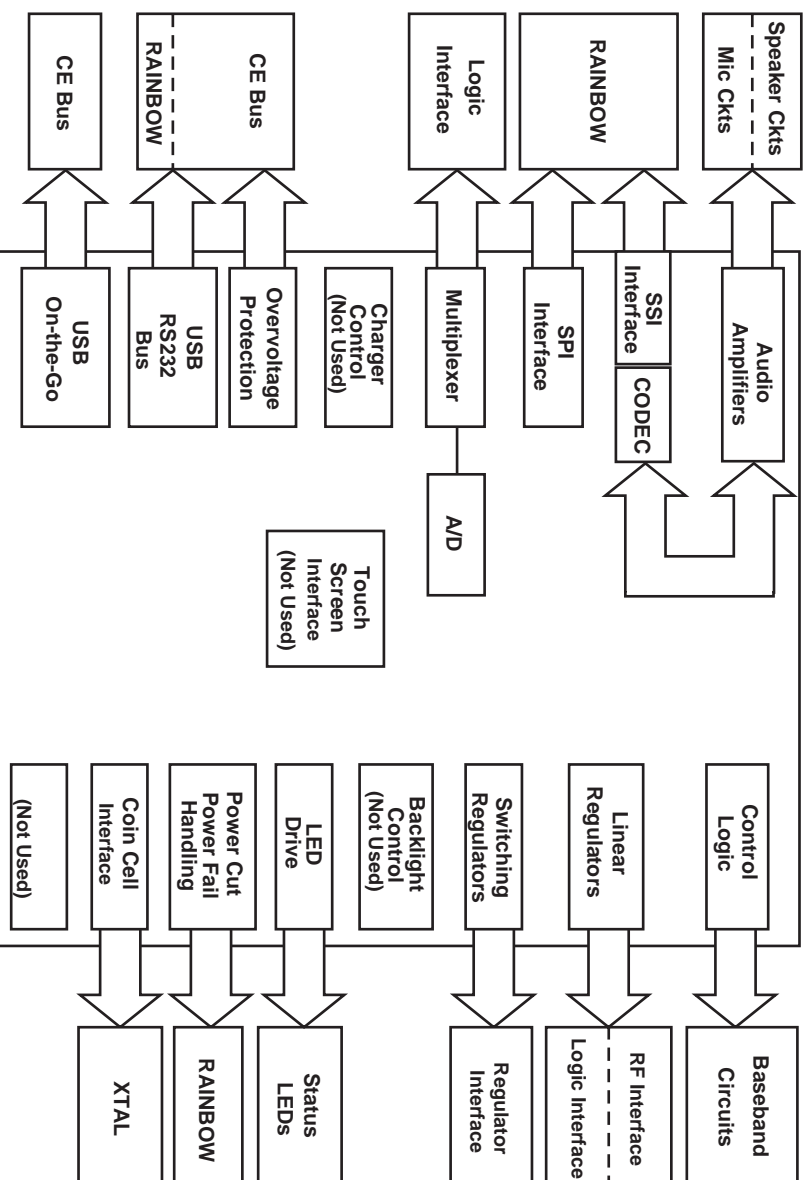 Speaker Ckts
Mic Ckts
Audio
Amplifiers
Control
Logic
Baseband
Circuits
RAINBOW
SSI
Interface
CODEC
Linear
Regulators
RF Interface
Logic Interface
SPI
Interface
Switching
Regulators
Regulator
Interface
Logic
Interface
Multiplexer
A/D
Backlight
Control
(Not Used)
Charger
Control
(Not Used)
Touch
Screen
Interface
(Not Used)
LED
Drive
Status
LEDs
CE Bus
RAINBOW
Overvoltage
Protection
USB
RS232
Bus
Power Cut
Power Fail
Handling
RAINBOW
CE Bus
USB
On-the-Go
Coin Cell
Interface
XTAL
(Not Used)